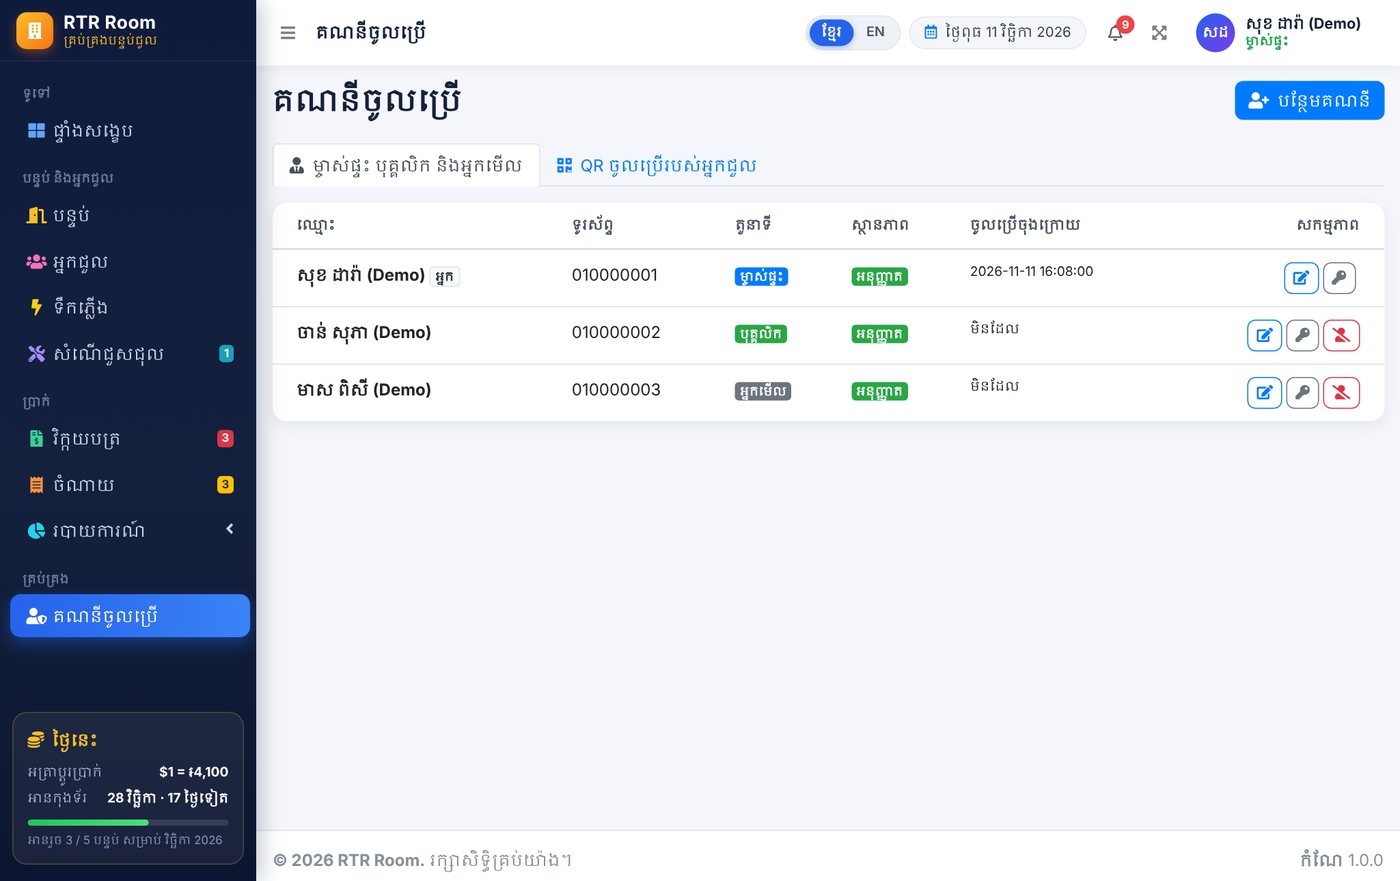 RTR Room
គ្រប់គ្រងបន្ទប់ជួល
ទូទៅ
ផ្ទាំងសង្ខេប
បន្ទប់ និងអ្នកជួល
បន្ទប់
អ្នកជួល
ទឹកភ្លើង
សំណើជួសជុល 1
ប្រាក់
វិក្កយបត្រ 3
ចំណាយ 3
របាយការណ៍
គ្រប់គ្រង
គណនីចូលប្រើ
ថ្ងៃនេះ
អត្រាប្តូរប្រាក់ $1 = ៛4,100
អានកុងទ័រ 28 វិច្ឆិកា · 17 ថ្ងៃទៀត
អានរួច 3 / 5 បន្ទប់ សម្រាប់ វិច្ឆិកា 2026
គណនីចូលប្រើ
ខ្មែរ EN
ថ្ងៃពុធ 11 វិច្ឆិកា 2026
9
សដ
សុខ ដារ៉ា (Demo)
ម្ចាស់ផ្ទះ
គណនីចូលប្រើ
បន្ថែមគណនី
ម្ចាស់ផ្ទះ បុគ្គលិក និងអ្នកមើល
QR ចូលប្រើរបស់អ្នកជួល
ឈ្មោះ ទូរស័ព្ទ តួនាទី ស្ថានភាព ចូលប្រើចុងក្រោយ សកម្មភាព
សុខ ដារ៉ា (Demo) អ្នក 010000001 ម្ចាស់ផ្ទះ អនុញ្ញាត 2026-11-11 16:08:00
ចាន់ សុភា (Demo) 010000002 បុគ្គលិក អនុញ្ញាត មិនដែល
មាស ពិសី (Demo) 010000003 អ្នកមើល អនុញ្ញាត មិនដែល
© 2026 RTR Room. រក្សាសិទ្ធិគ្រប់យ៉ាង។
កំណែ 1.0.0